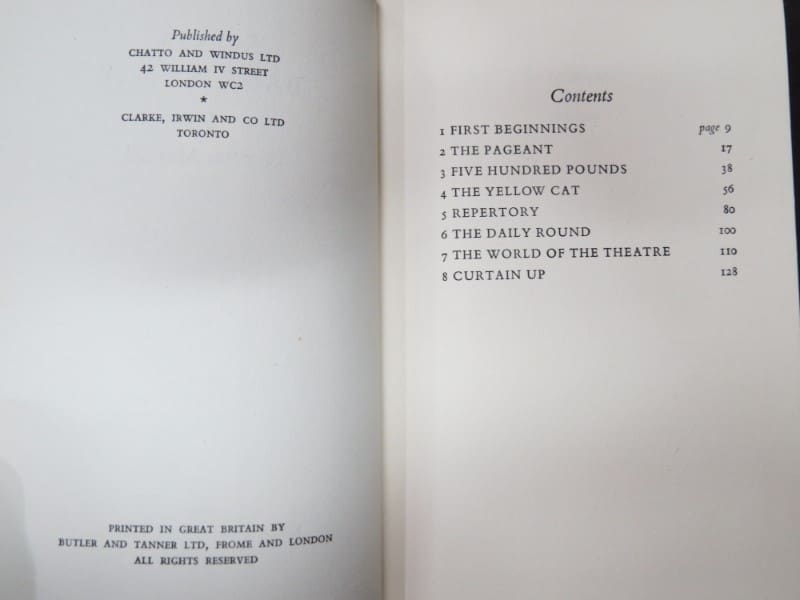 Published by
CHATTO AND WINDUS LTD
42 WILLIAM IV STREET
LONDON WC2
*
CLARKE, IRWIN AND CO LTD
TORONTO
PRINTED IN GREAT BRITAIN BY
BUTLER AND TANNER LTD, FROME AND LONDON
ALL RIGHTS RESERVED
Contents
1 FIRST BEGINNINGS page 9
2 THE PAGEANT 17
3 FIVE HUNDRED POUNDS 38
4 THE YELLOW CAT 56
5 REPERTORY 80
6 THE DAILY ROUND 100
7 THE WORLD OF THE THEATRE 110
8 CURTAIN UP 128